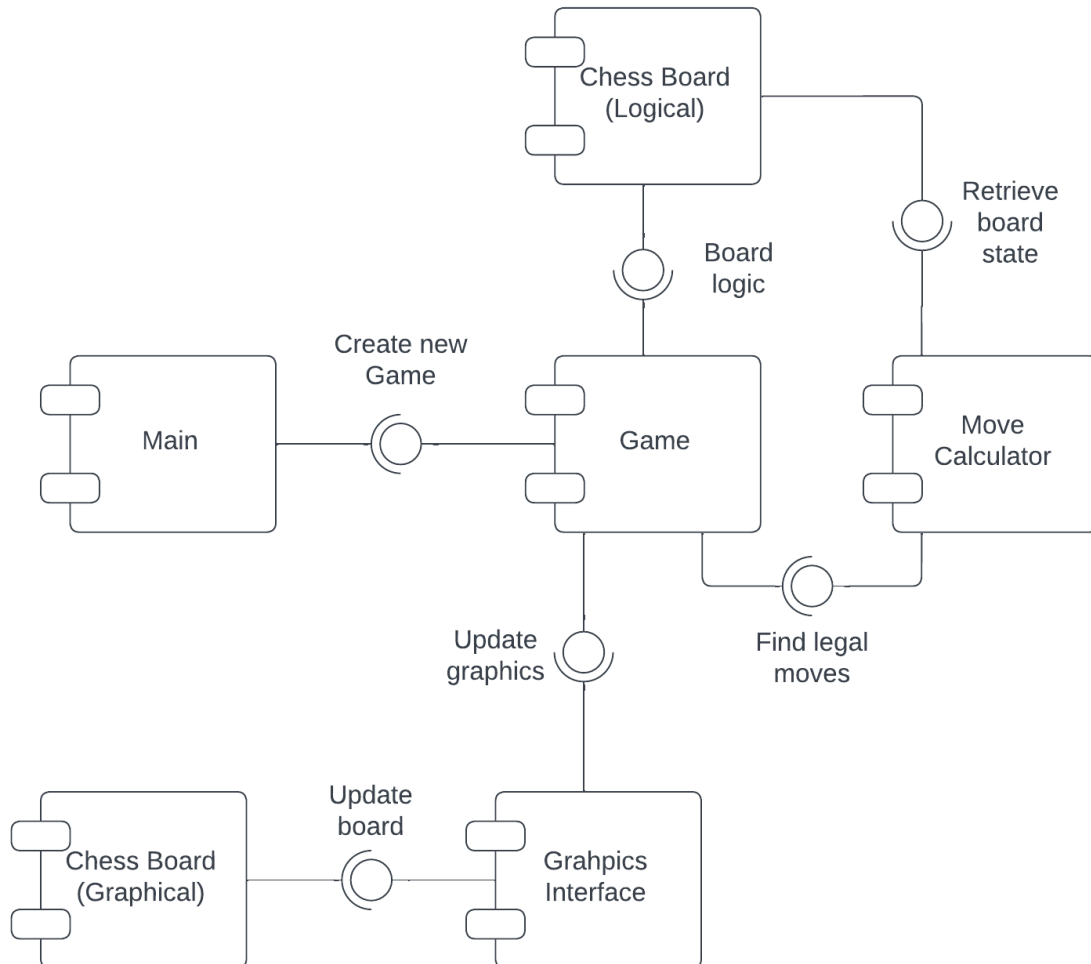 Chess Board
(Logical)
Retrieve
board
state
Board
logic
Create new
Game
Main
Game
Move
Calculator
Update
graphics
Find legal
moves
Update
board
Chess Board
(Graphical)
Grahpics
Interface